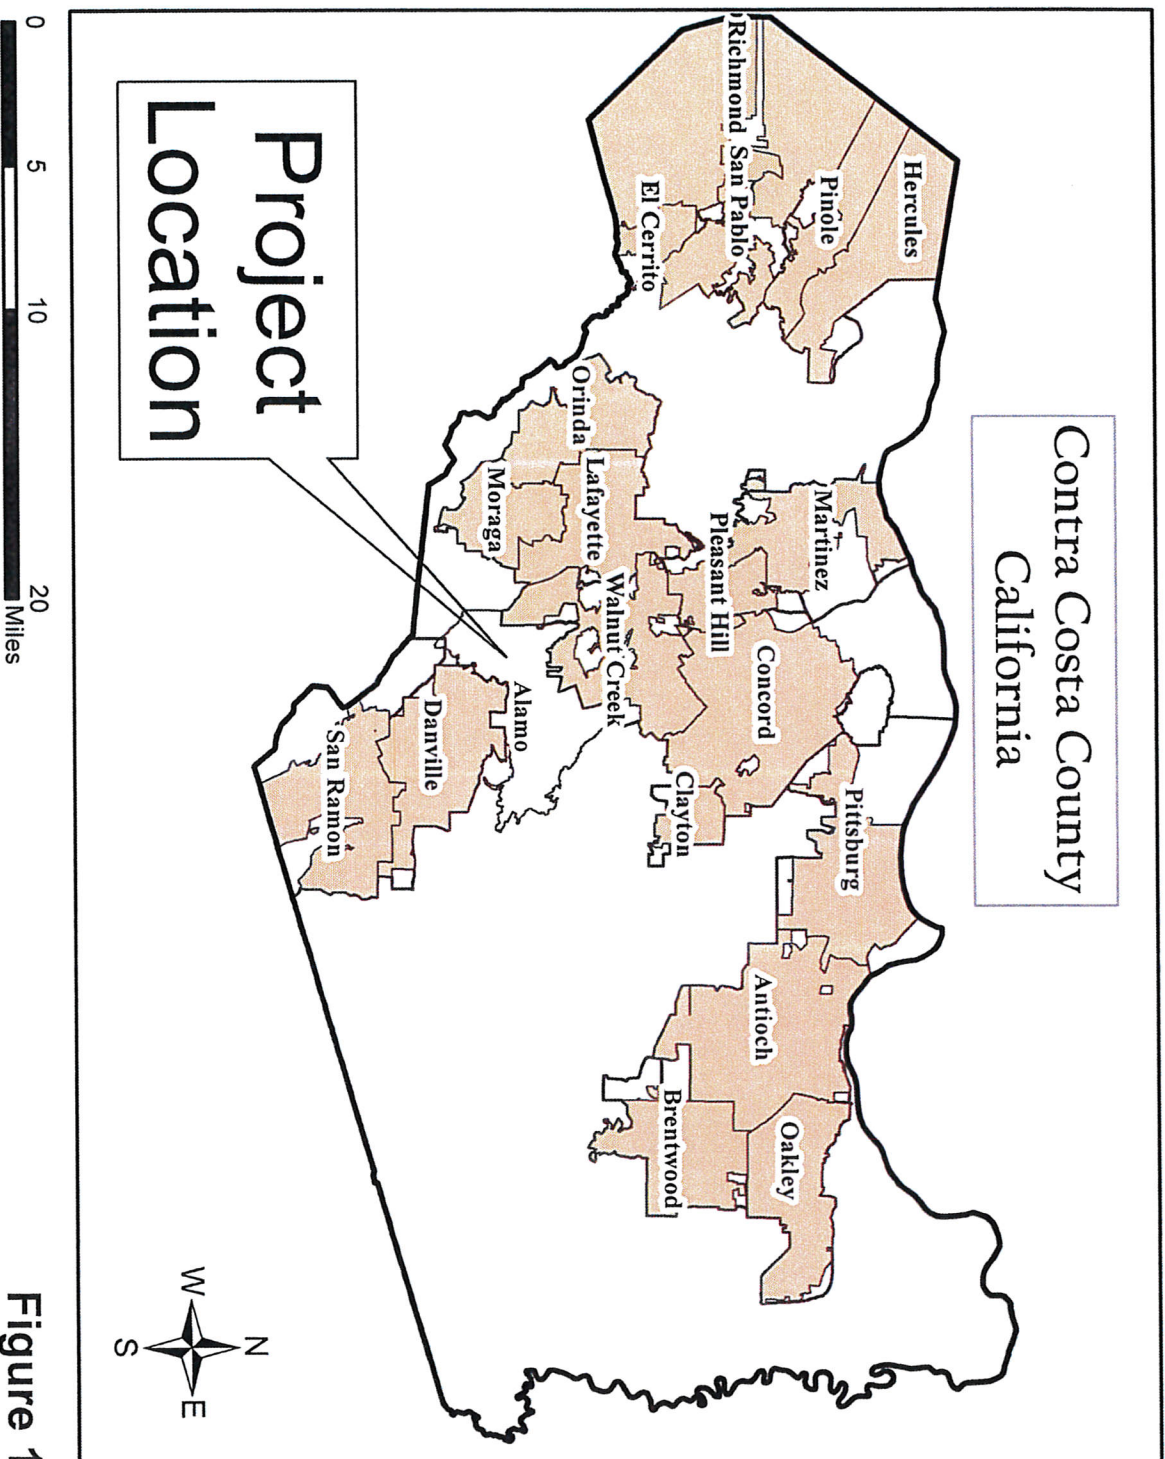 Contra Costa County
California
Hercules
Pinole
Richmond
San Pablo
El Cerrito
Martinez
Pleasant Hill
Concord
Pittsburg
Clayton
Antioch
Oakley
Brentwood
Orinda
Lafayette
Walnut Creek
Moraga
Alamo
Danville
San Ramon
Project
Location
N
W
E
S
0 5 10 20
Miles
Figure 1